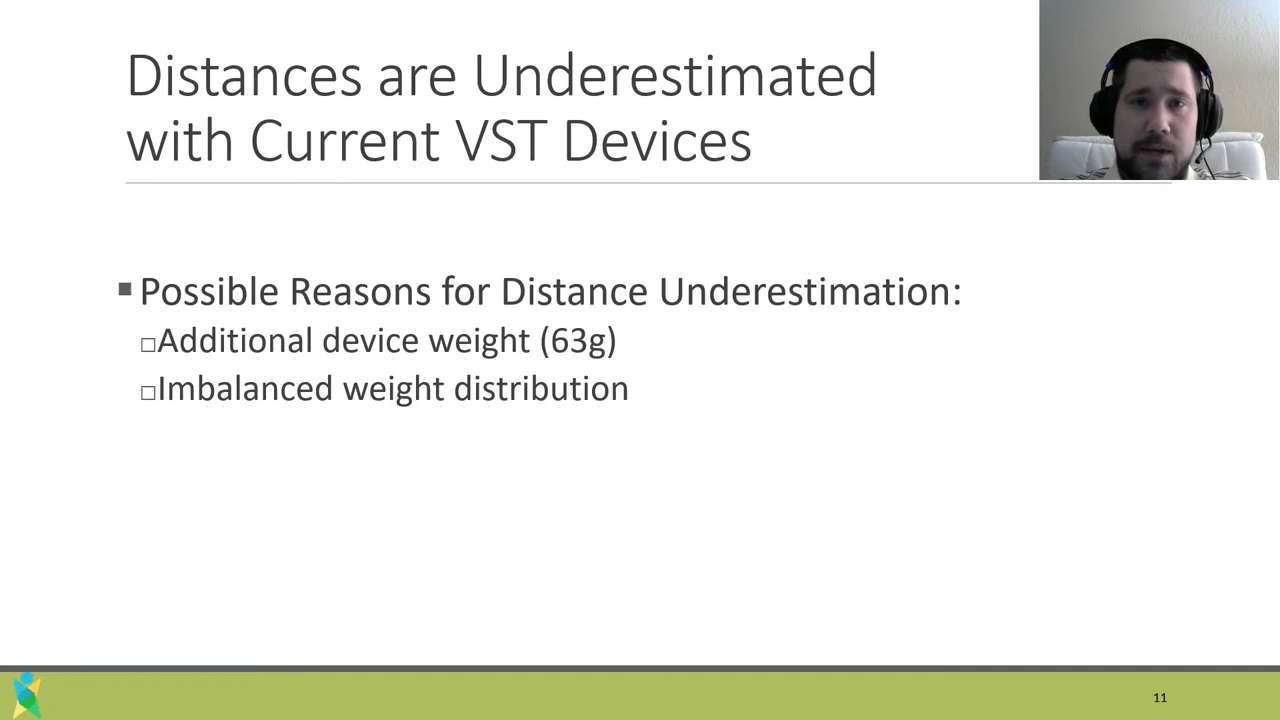 Distances are Underestimated
with Current VST Devices
Possible Reasons for Distance Underestimation:
Additional device weight (63g)
Imbalanced weight distribution
11